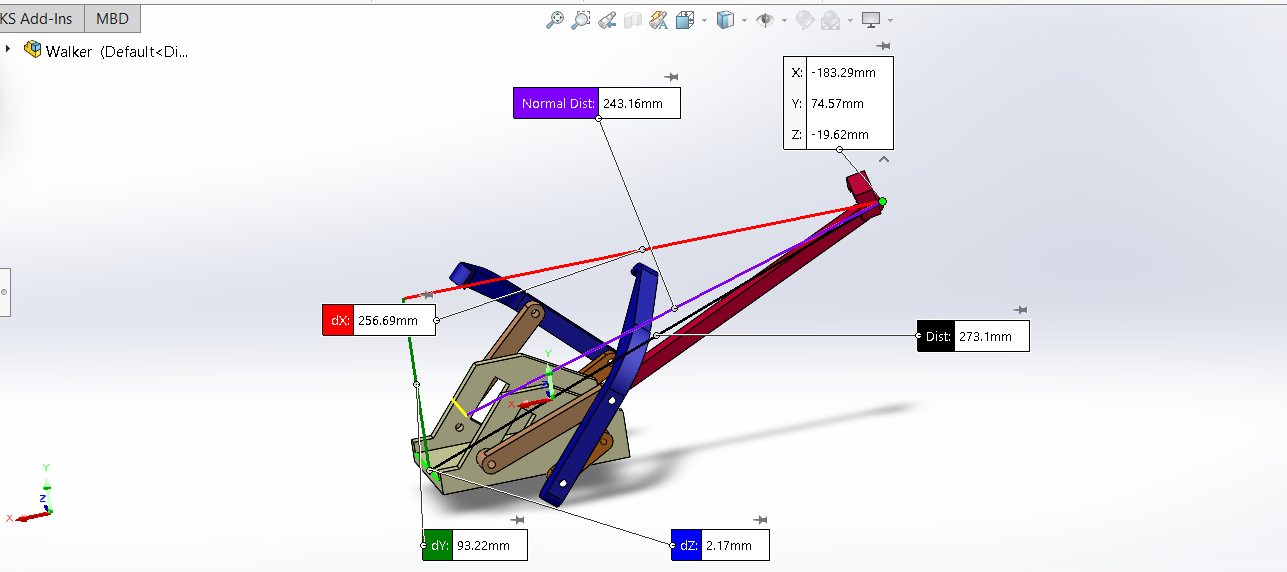 KS Add-Ins MBD
Walker (Default<Di...
X: -183.29mm
Y: 74.57mm
Z: -19.62mm
Normal Dist: 243.16mm
dX: 256.69mm
Dist: 273.1mm
Y
X
Y
Z
X
dY: 93.22mm
dZ: 2.17mm